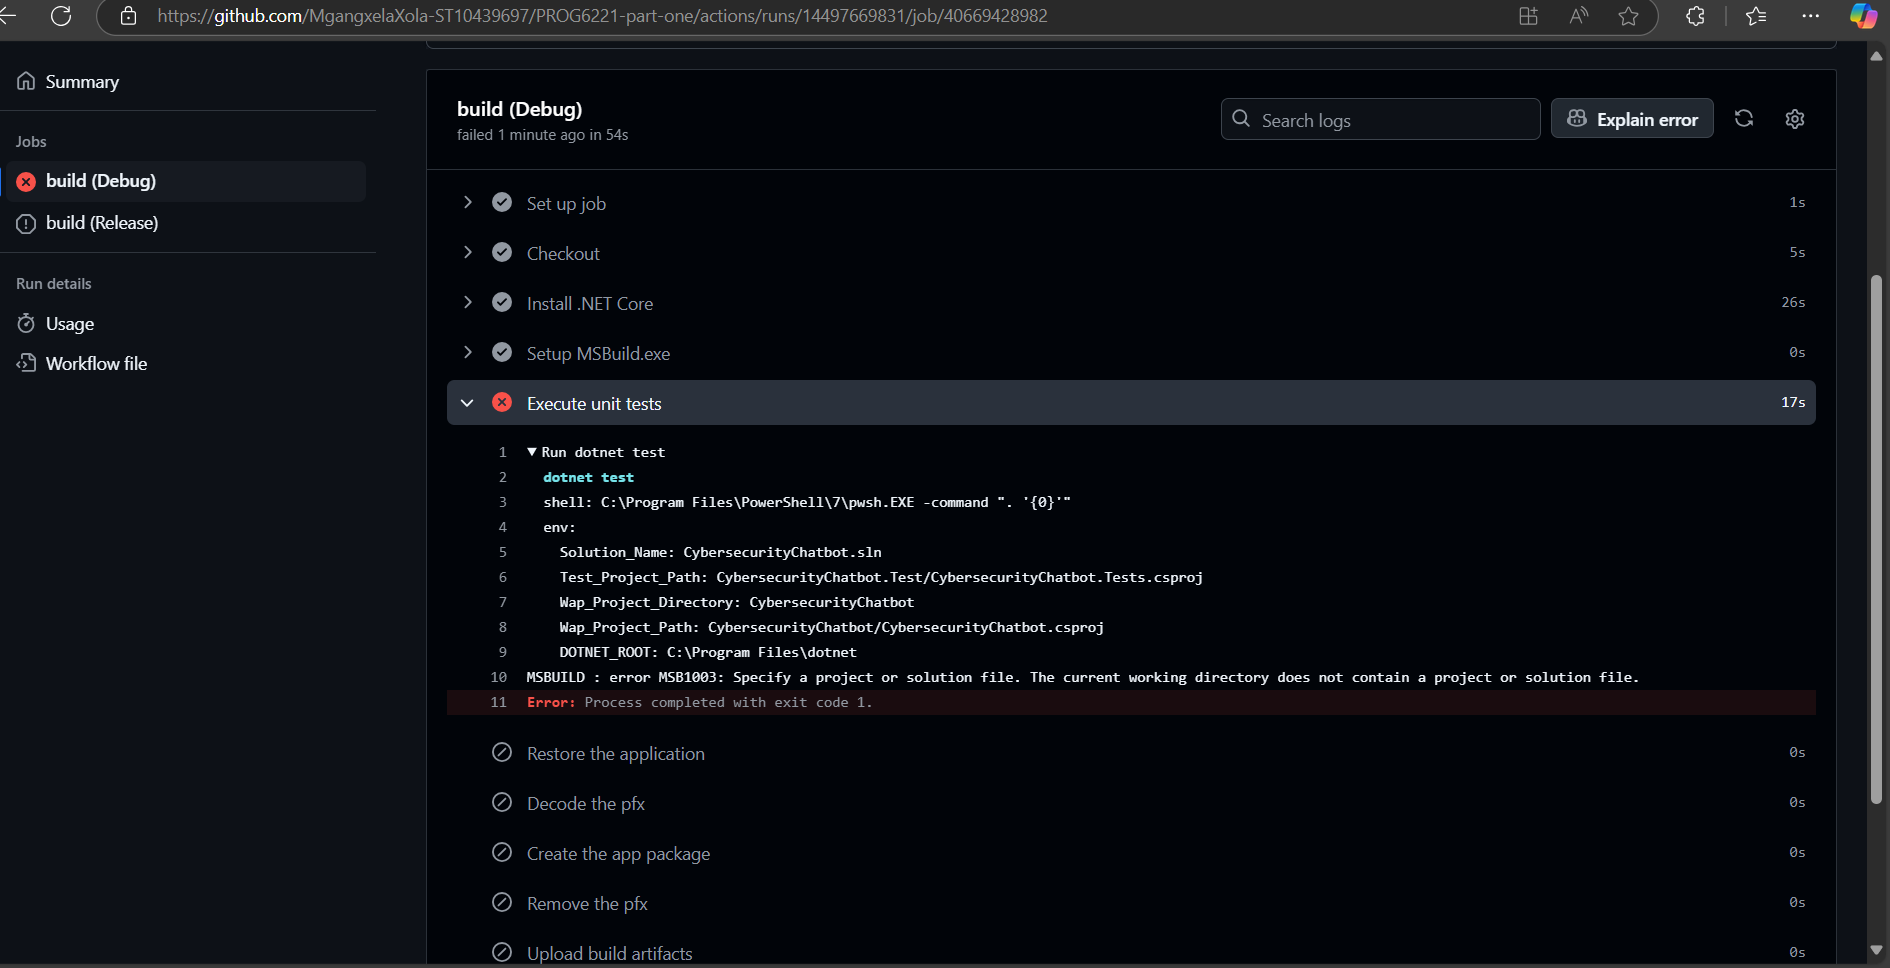 https://github.com/MgangxelaXola-ST10439697/PROG6221-part-one/actions/runs/14497669831/job/40669428982
Summary
Jobs
build (Debug)
build (Release)
Run details
Usage
Workflow file
build (Debug)
failed 1 minute ago in 54s
Search logs
Explain error
Set up job 1s
Checkout 5s
Install .NET Core 26s
Setup MSBuild.exe 0s
Execute unit tests 17s
1 ▼ Run dotnet test
2 dotnet test
3 shell: C:\Program Files\PowerShell\7\pwsh.EXE -command ". '{0}'"
4 env:
5 Solution_Name: CybersecurityChatbot.sln
6 Test_Project_Path: CybersecurityChatbot.Test/CybersecurityChatbot.Tests.csproj
7 Wap_Project_Directory: CybersecurityChatbot
8 Wap_Project_Path: CybersecurityChatbot/CybersecurityChatbot.csproj
9 DOTNET_ROOT: C:\Program Files\dotnet
10 MSBUILD : error MSB1003: Specify a project or solution file. The current working directory does not contain a project or solution file.
11 Error: Process completed with exit code 1.
Restore the application 0s
Decode the pfx 0s
Create the app package 0s
Remove the pfx 0s
Upload build artifacts 0s